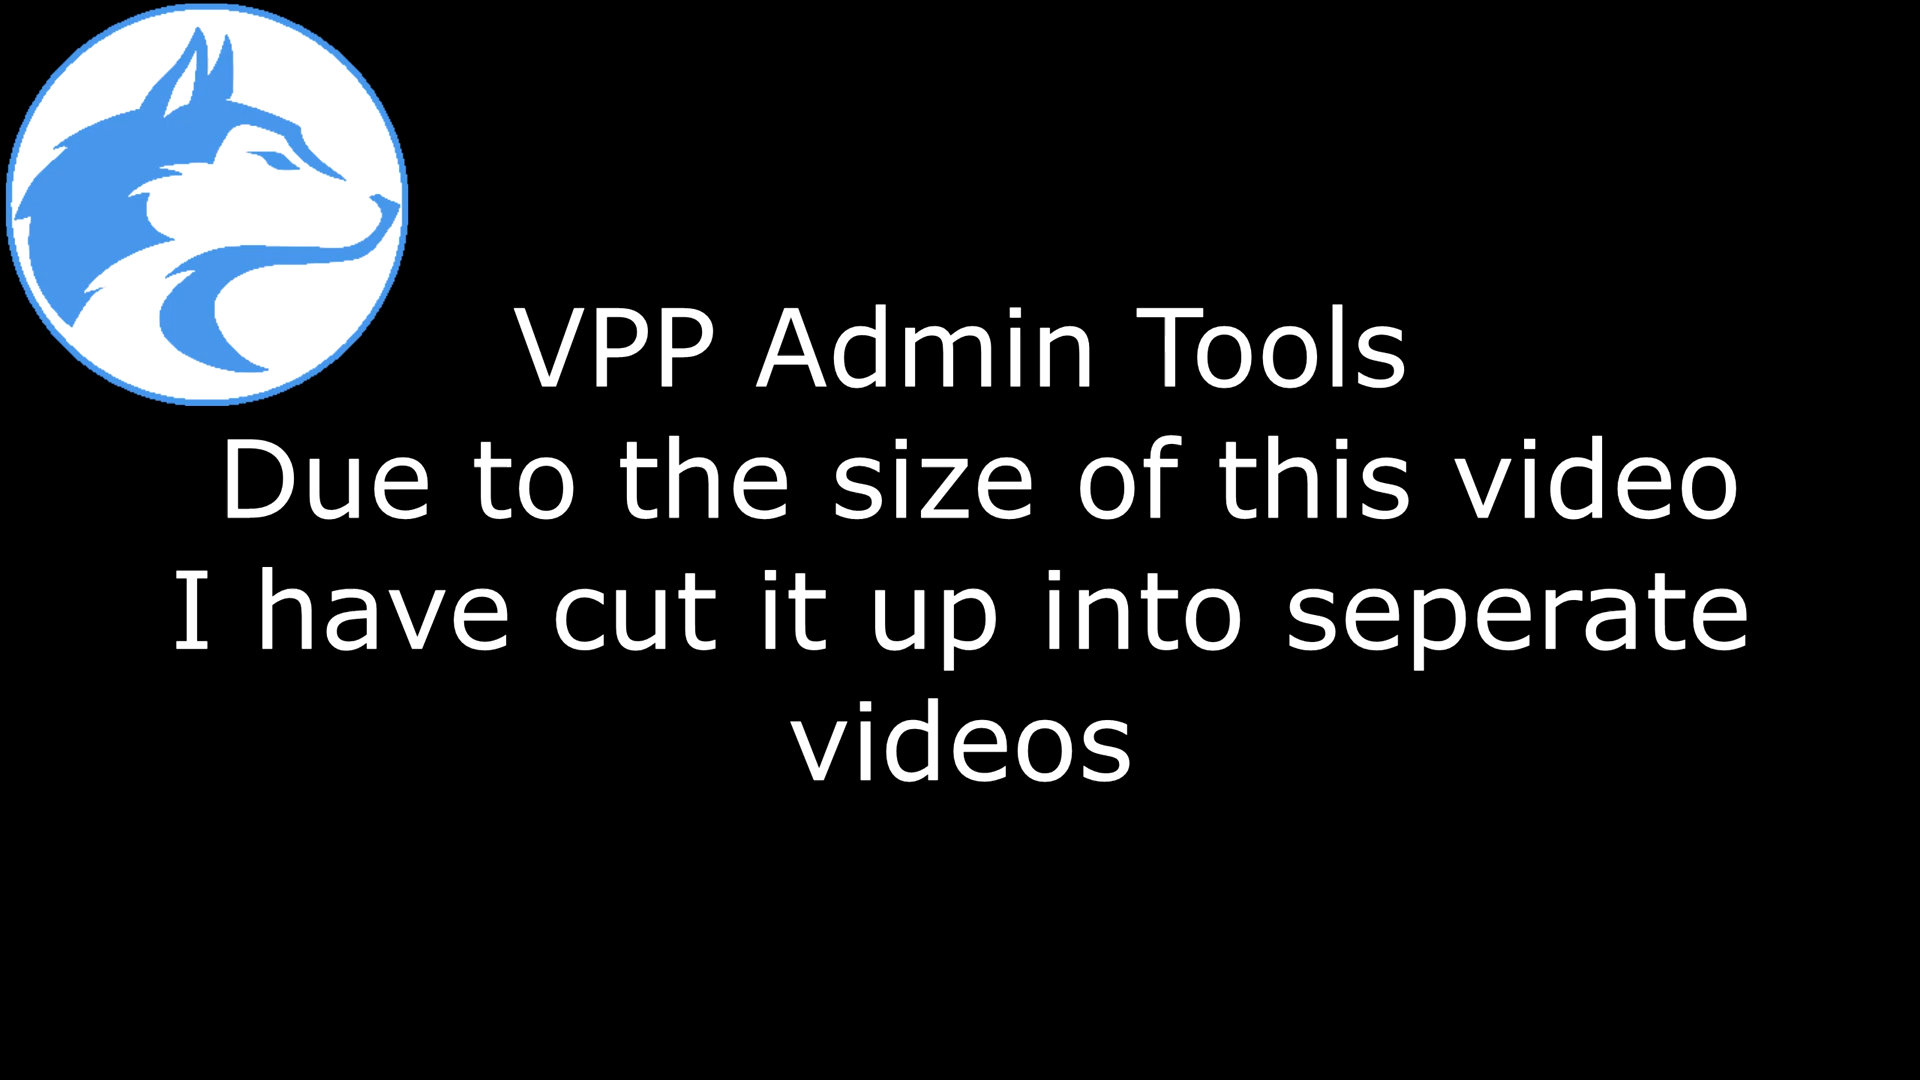 VPP Admin Tools
Due to the size of this video
I have cut it up into seperate
videos